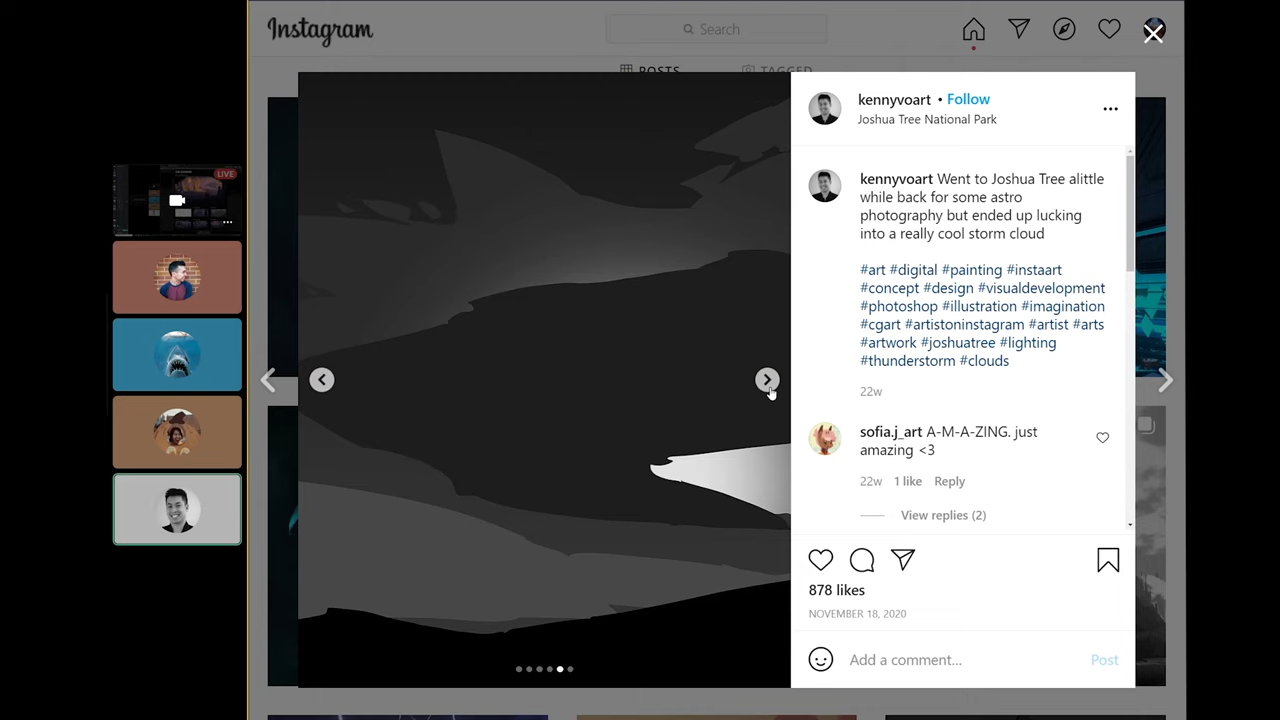 Instagram
Search
POSTS
TAGGED
LIVE
kennyvoart • Follow
Joshua Tree National Park
kennyvoart Went to Joshua Tree alittle
while back for some astro
photography but ended up lucking
into a really cool storm cloud
#art #digital #painting #instaart
#concept #design #visualdevelopment
#photoshop #illustration #imagination
#cgart #artistoninstagram #artist #arts
#artwork #joshuatree #lighting
#thunderstorm #clouds
22w
sofia.j_art A-M-A-ZING. just
amazing <3
22w 1 like Reply
View replies (2)
878 likes
NOVEMBER 18, 2020
Add a comment...
Post